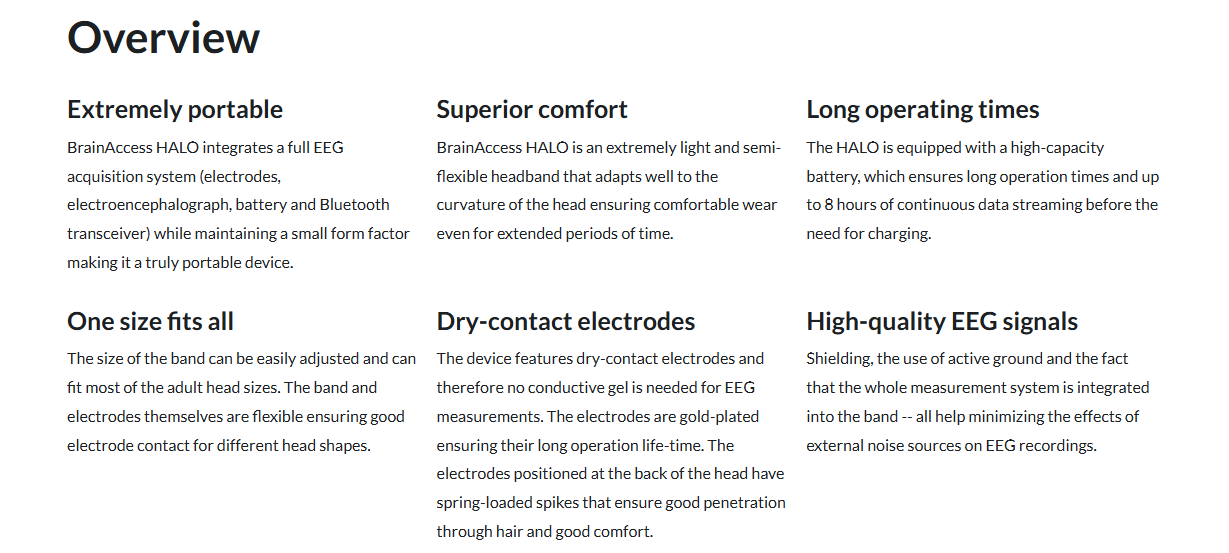 Overview
Extremely portable
BrainAccess HALO integrates a full EEG
acquisition system (electrodes,
electroencephalograph, battery and Bluetooth
transceiver) while maintaining a small form factor
making it a truly portable device.
Superior comfort
BrainAccess HALO is an extremely light and semi-
flexible headband that adapts well to the
curvature of the head ensuring comfortable wear
even for extended periods of time.
Long operating times
The HALO is equipped with a high-capacity
battery, which ensures long operation times and up
to 8 hours of continuous data streaming before the
need for charging.
One size fits all
The size of the band can be easily adjusted and can
fit most of the adult head sizes. The band and
electrodes themselves are flexible ensuring good
electrode contact for different head shapes.
Dry-contact electrodes
The device features dry-contact electrodes and
therefore no conductive gel is needed for EEG
measurements. The electrodes are gold-plated
ensuring their long operation life-time. The
electrodes positioned at the back of the head have
spring-loaded spikes that ensure good penetration
through hair and good comfort.
High-quality EEG signals
Shielding, the use of active ground and the fact
that the whole measurement system is integrated
into the band -- all help minimizing the effects of
external noise sources on EEG recordings.